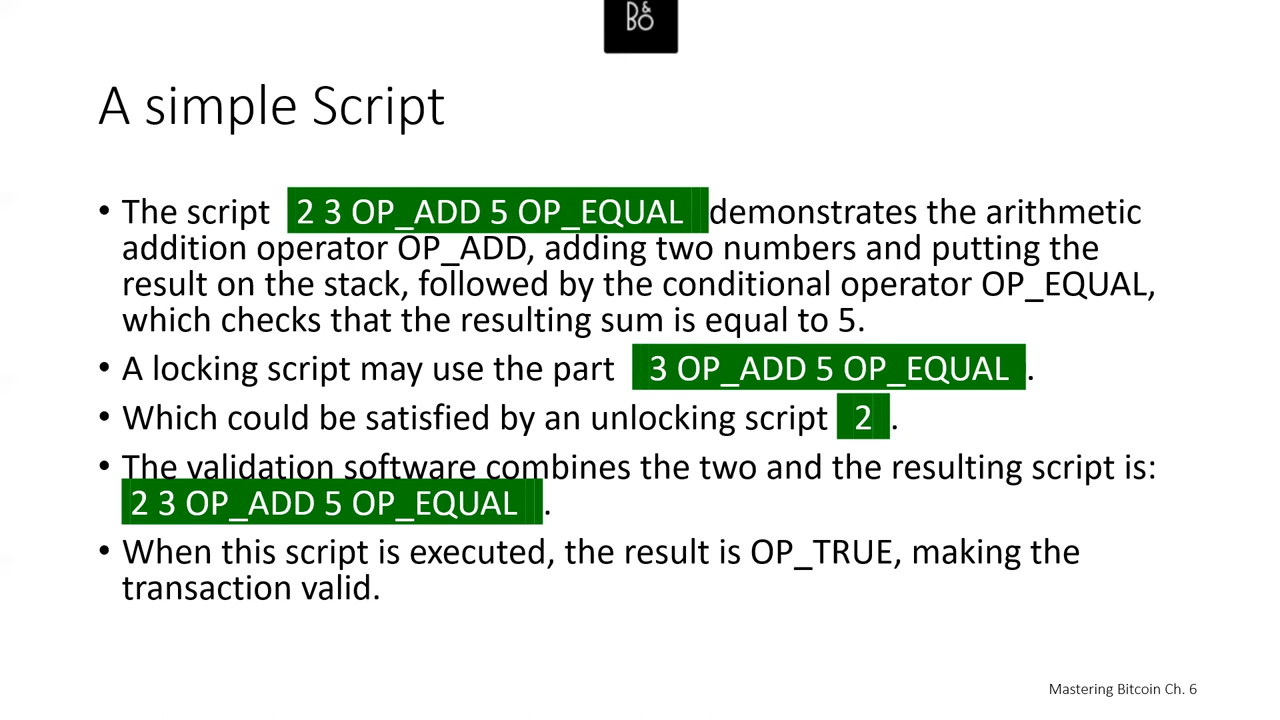 D&
BO
A simple Script
• The script 2 3 OP_ADD 5 OP_EQUAL demonstrates the arithmetic
addition operator OP_ADD, adding two numbers and putting the
result on the stack, followed by the conditional operator OP_EQUAL,
which checks that the resulting sum is equal to 5.
• A locking script may use the part 3 OP_ADD 5 OP_EQUAL .
• Which could be satisfied by an unlocking script 2 .
• The validation software combines the two and the resulting script is:
2 3 OP_ADD 5 OP_EQUAL .
• When this script is executed, the result is OP_TRUE, making the
transaction valid.
Mastering Bitcoin Ch. 6